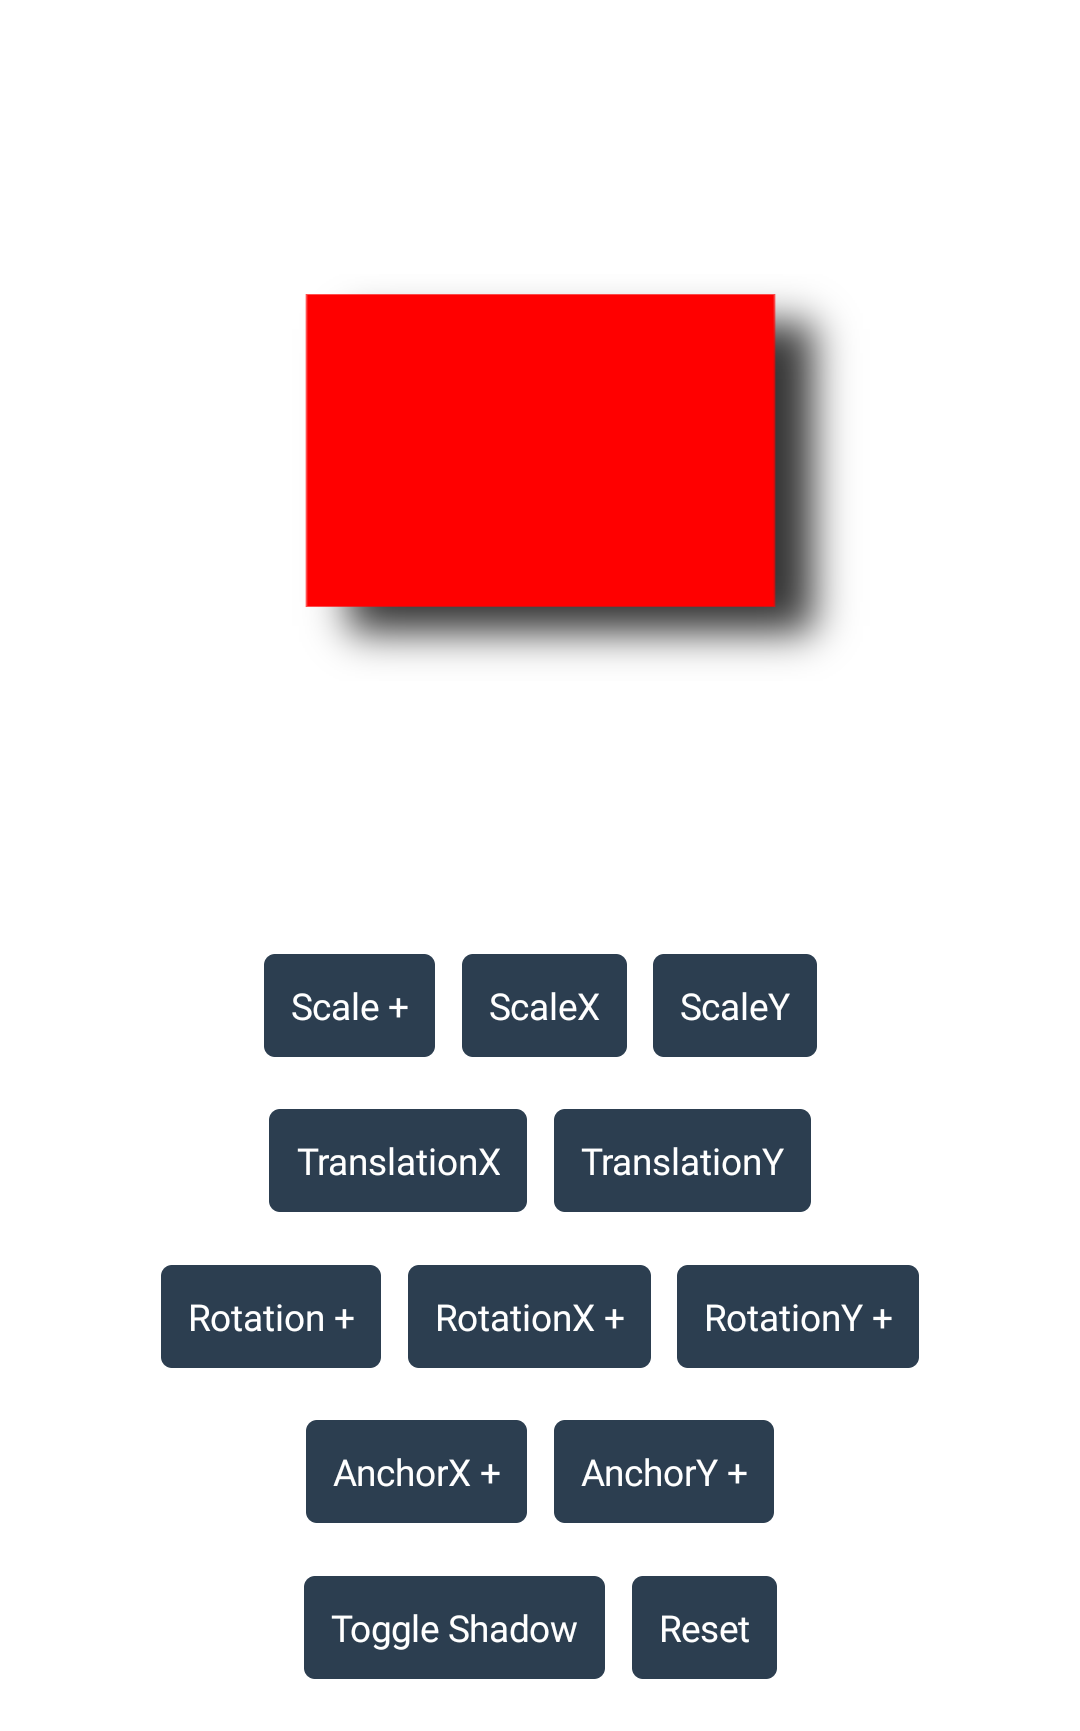 Scale + ScaleX ScaleY
TranslationX TranslationY
Rotation + RotationX + RotationY +
AnchorX + AnchorY +
Toggle Shadow Reset